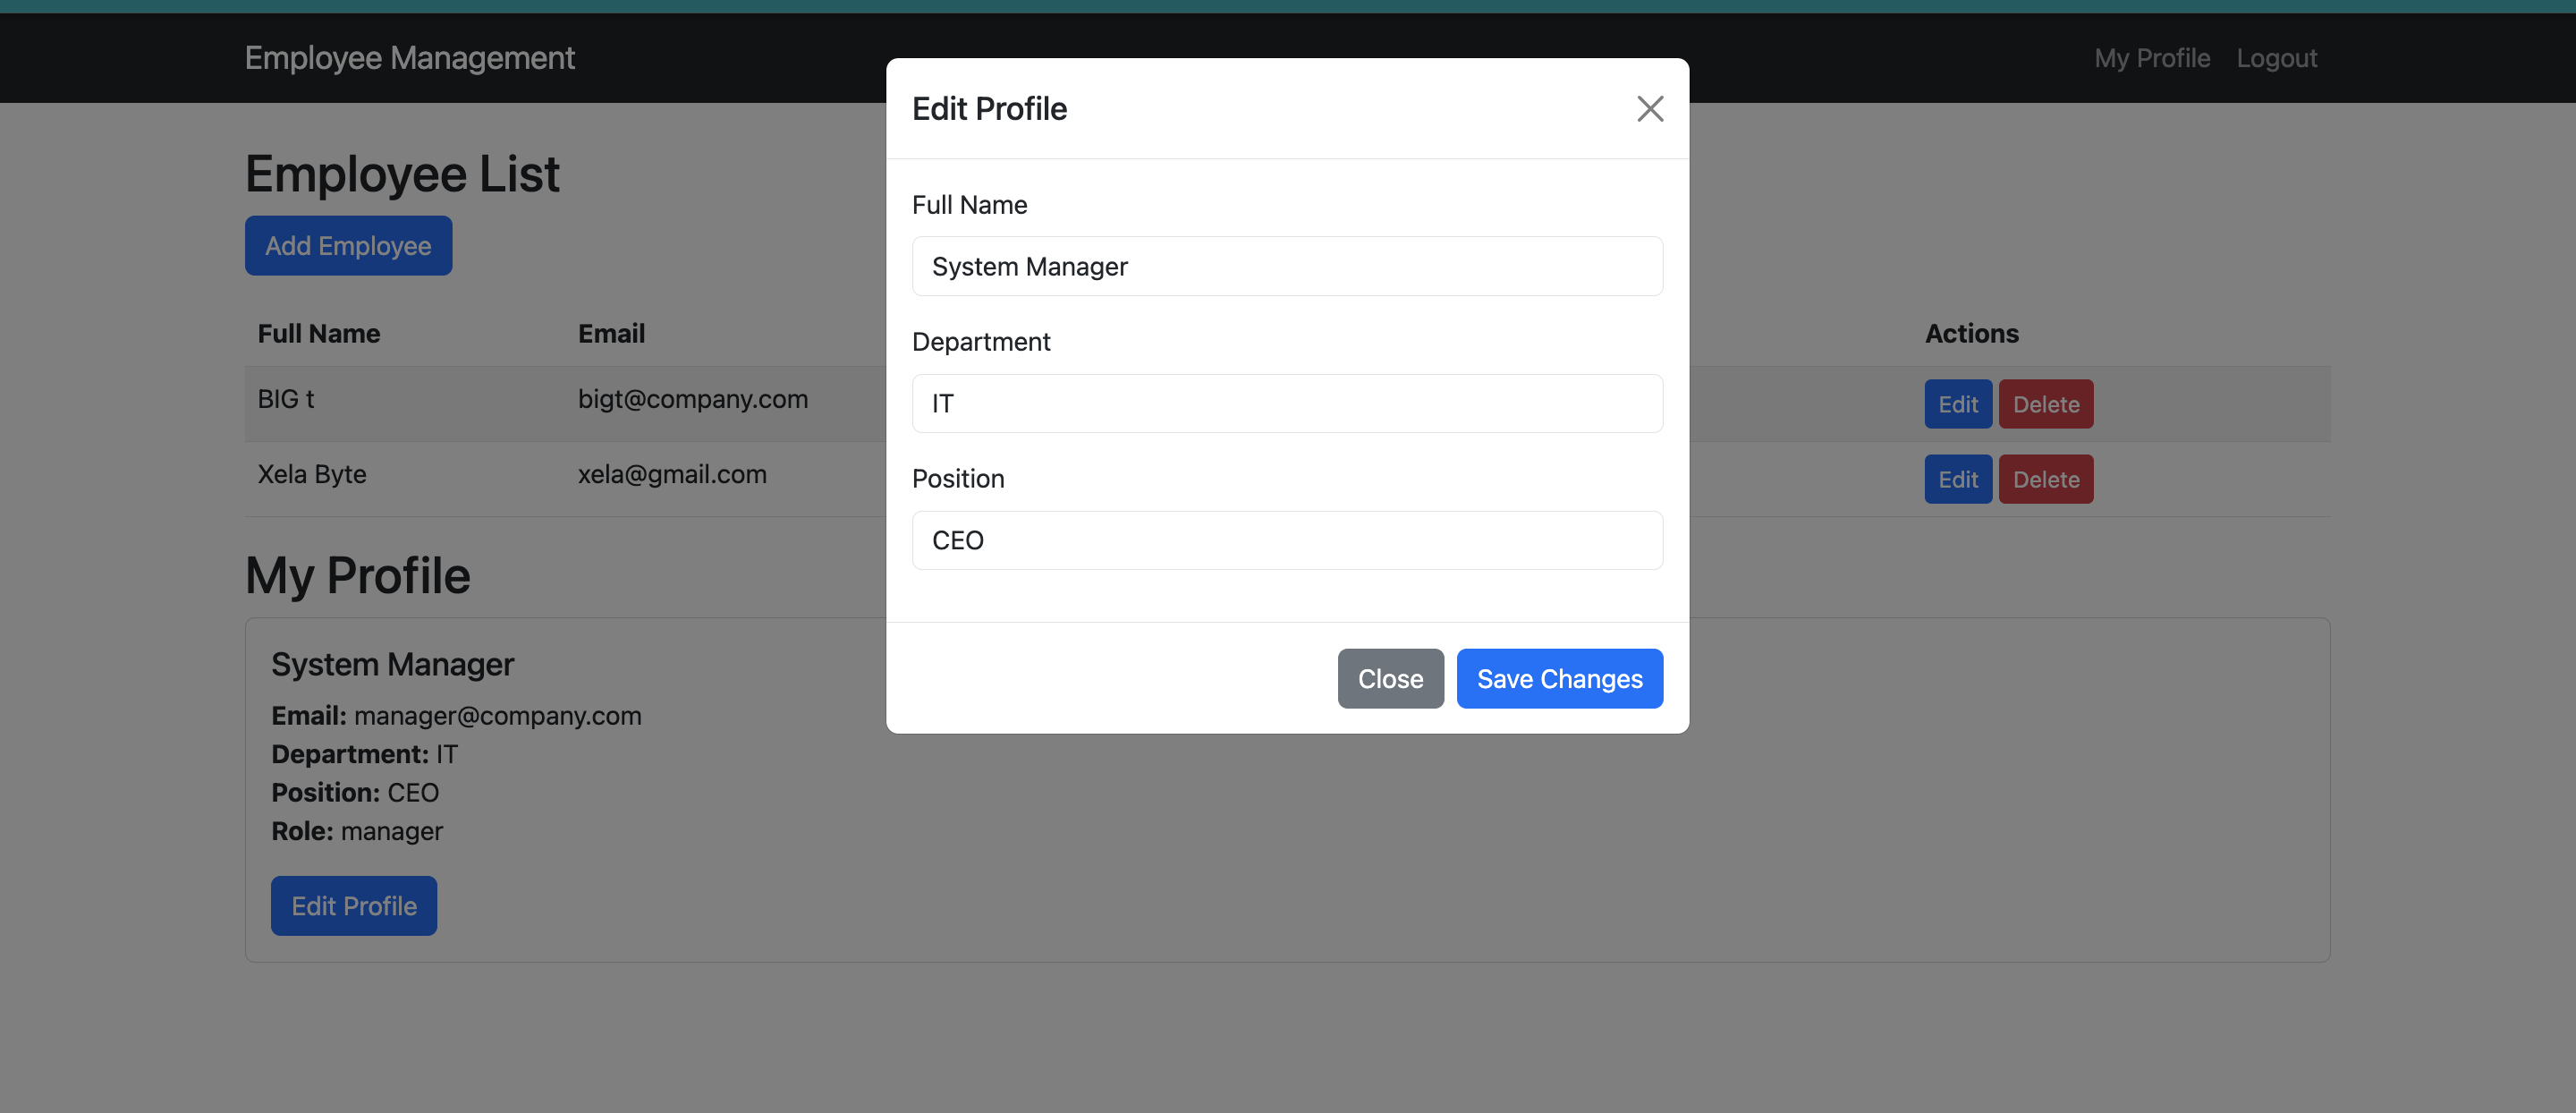 Employee Management
My Profile Logout
Employee List
Add Employee
Full Name Email Actions
BIG t bigt@company.com Edit Delete
Xela Byte xela@gmail.com Edit Delete
My Profile
System Manager
Email: manager@company.com
Department: IT
Position: CEO
Role: manager
Edit Profile
Edit Profile
Full Name
System Manager
Department
IT
Position
CEO
Close Save Changes